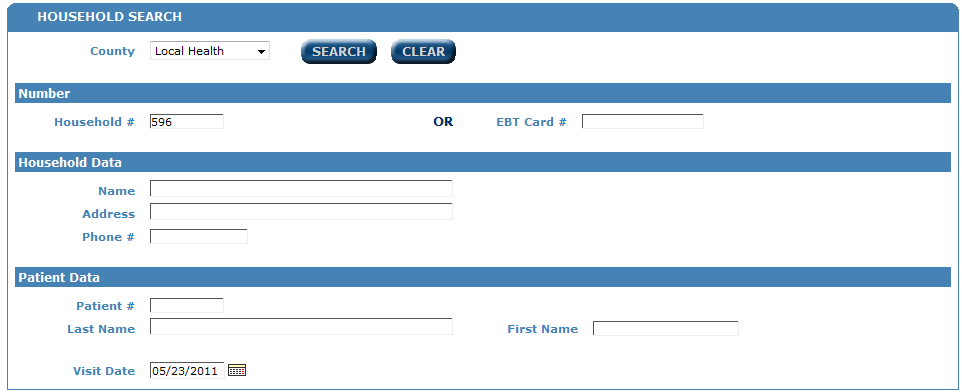 HOUSEHOLD SEARCH
County Local Health SEARCH CLEAR
Number
Household # 596 OR EBT Card #
Household Data
Name
Address
Phone #
Patient Data
Patient #
Last Name First Name
Visit Date 05/23/2011